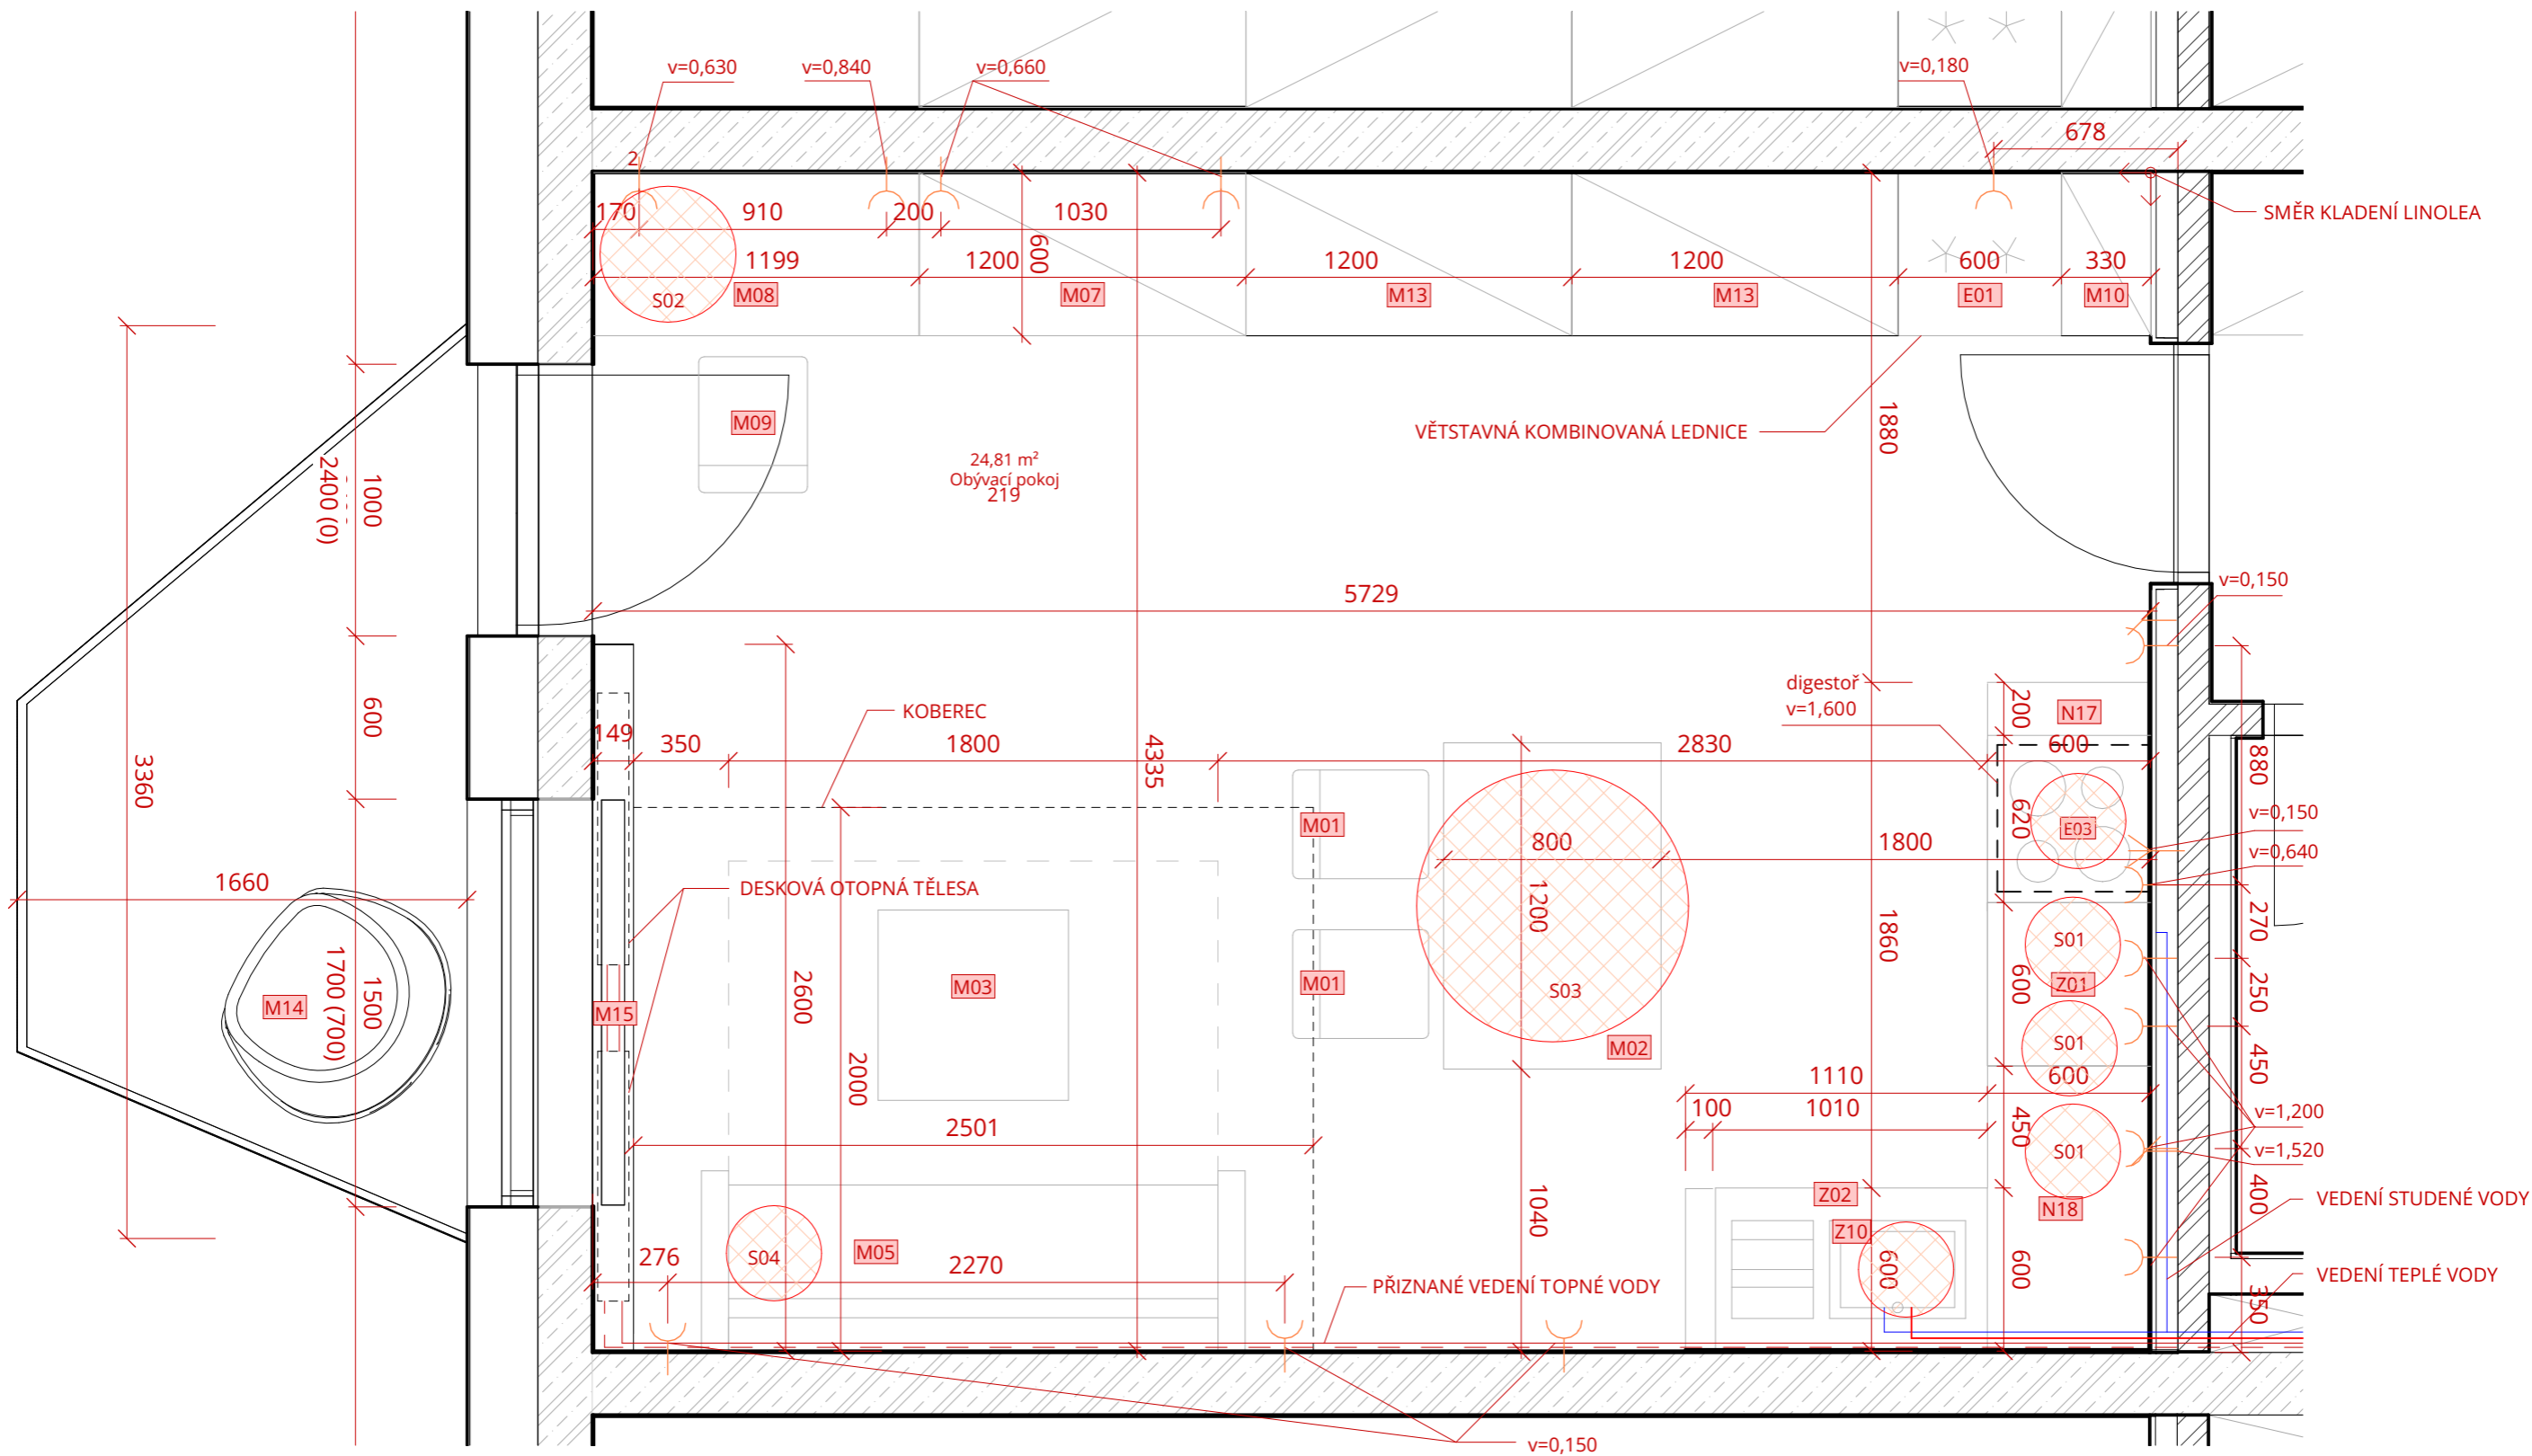 v=0,630
v=0,840
v=0,660
v=0,180
678
2
SMĚR KLADENÍ LINOLEA
170
910
200
1030
600
1199
1200
1200
1200
600
330
S02
M08
M07
M13
M13
E01
M10
M09
VĚTSTAVNÁ KOMBINOVANÁ LEDNICE
1880
24,81 m²
Obývací pokoj
219
1000
2400 (0)
5729
v=0,150
digestoř
v=1,600
200
N17
KOBEREC
600
149
350
1800
4335
2830
600
880
3360
M01
800
1800
620
E03
v=0,150
v=0,640
1660
DESKOVÁ OTOPNÁ TĚLESA
1200
1860
270
S01
M14
1700 (700)
1500
M15
2600
M03
M01
S03
600
Z01
250
M02
S01
2000
1110
600
450
100
1010
450
v=1,200
2501
S01
v=1,520
1040
Z02
N18
400
VEDENÍ STUDENÉ VODY
Z10
S04
M05
276
2270
600
600
PŘIZNANÉ VEDENÍ TOPNÉ VODY
VEDENÍ TEPLÉ VODY
350
v=0,150